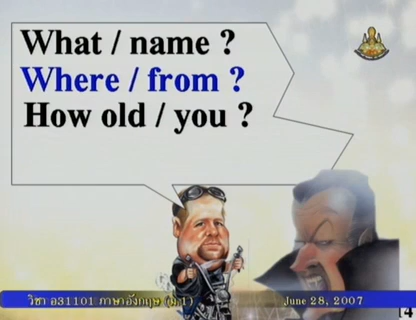 What / name ?
Where / from ?
How old / you ?
วิชา อ31101 ภาษาอังกฤษ (ม.1)
June 28, 2007
14